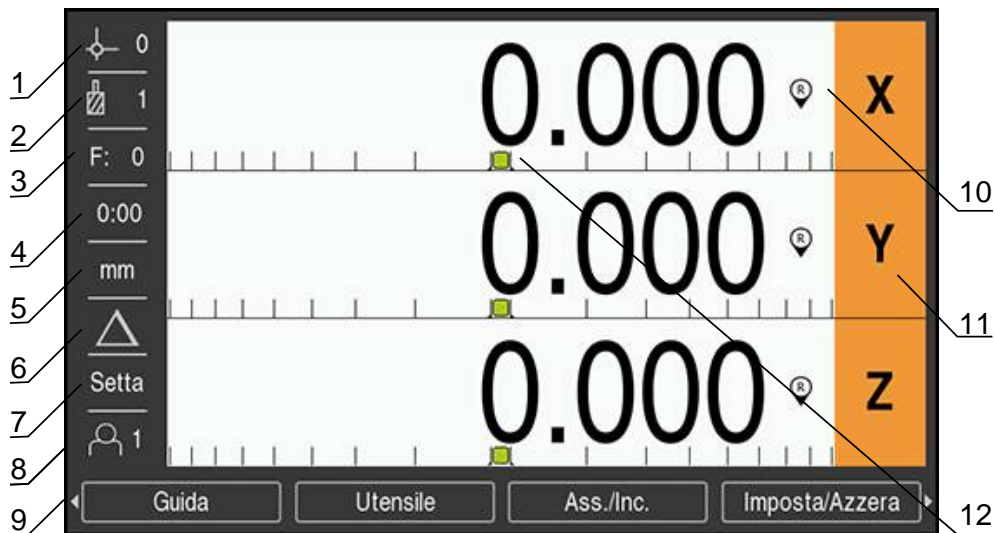 1
2
3
4
5
6
7
8
9
0
1
F: 0
0:00
mm
Setta
1
0.000 R X
0.000 R Y
0.000 R Z
10
11
12
Guida Utensile Ass./Inc. Imposta/Azzera